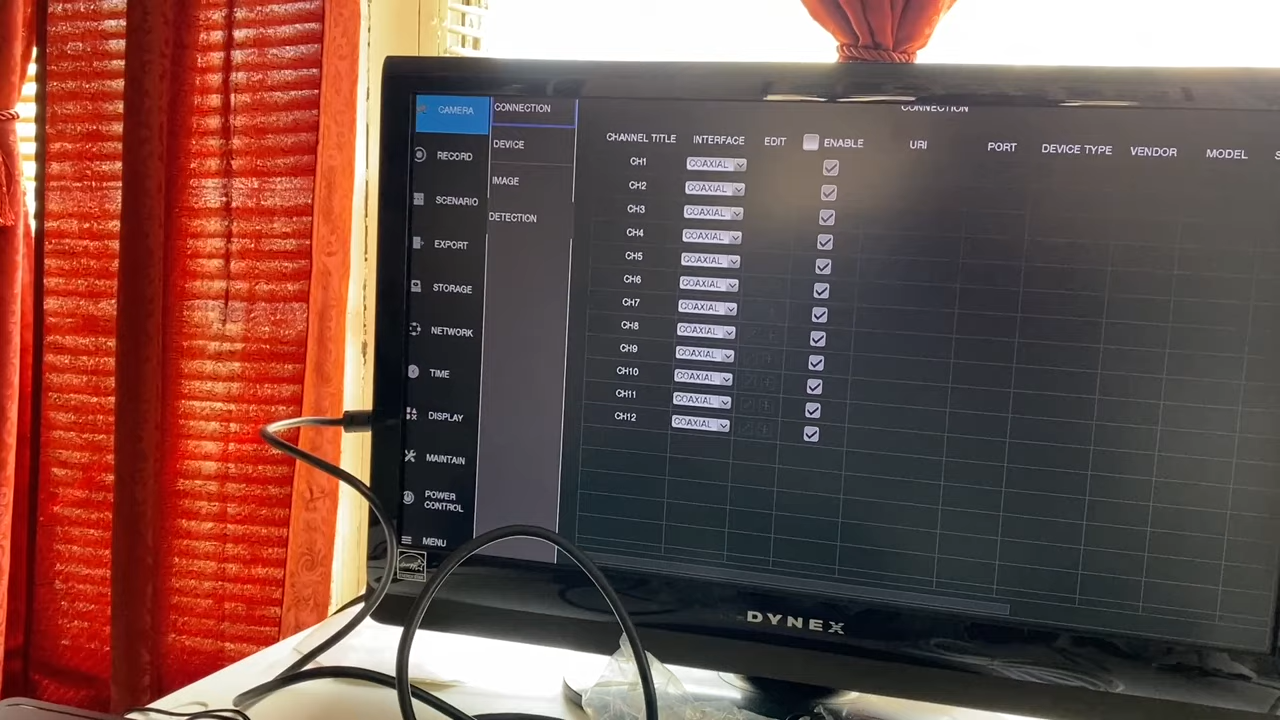 CONNECTION
CAMERA
CONNECTION
DEVICE
IMAGE
DETECTION
RECORD
SCENARIO
EXPORT
STORAGE
NETWORK
TIME
DISPLAY
MAINTAIN
POWER
CONTROL
MENU
CHANNEL TITLE INTERFACE EDIT ENABLE URI PORT DEVICE TYPE VENDOR MODEL
CH1 COAXIAL
CH2 COAXIAL
CH3 COAXIAL
CH4 COAXIAL
CH5 COAXIAL
CH6 COAXIAL
CH7 COAXIAL
CH8 COAXIAL
CH9 COAXIAL
CH10 COAXIAL
CH11 COAXIAL
CH12 COAXIAL
DYNEX